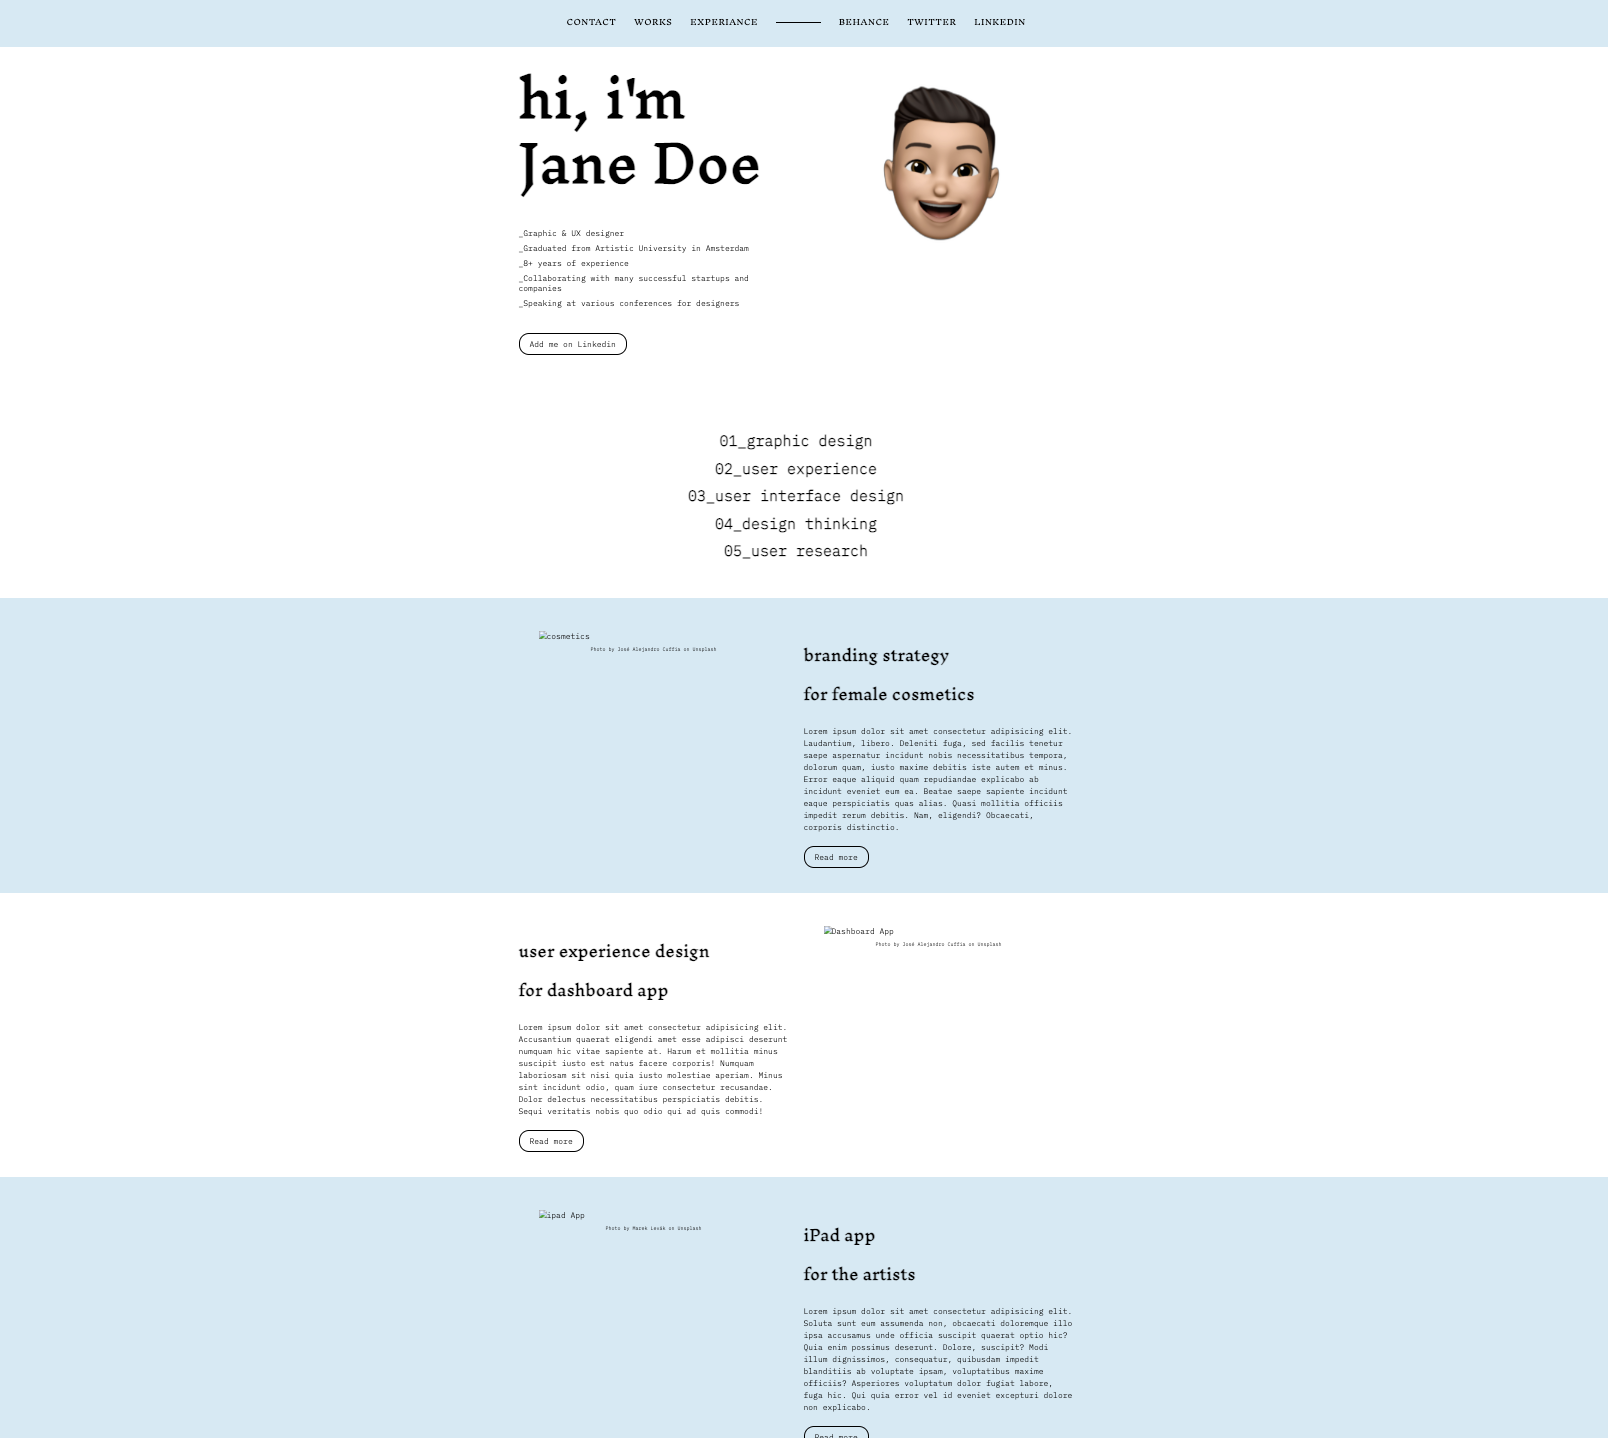 CONTACT WORKS EXPERIANCE BEHANCE TWITTER LINKEDIN
hi, i'm
Jane Doe
_Graphic & UX designer
_Graduated from Artistic University in Amsterdam
_8+ years of experience
_Collaborating with many successful startups and
companies
_Speaking at various conferences for designers
Add me on Linkedin
01_graphic design
02_user experience
03_user interface design
04_design thinking
05_user research
cosmetics
Photo by José Alejandro Cuffia on Unsplash
branding strategy
for female cosmetics
Lorem ipsum dolor sit amet consectetur adipisicing elit.
Laudantium, libero. Deleniti fuga, sed facilis tenetur
saepe aspernatur incidunt nobis necessitatibus tempora,
dolorum quam, iusto maxime debitis iste autem et minus.
Error eaque aliquid quam repudiandae explicabo ab
incidunt eveniet eum ea. Beatae saepe sapiente incidunt
eaque perspiciatis quas alias. Quasi mollitia officiis
impedit rerum debitis. Nam, eligendi? Obcaecati,
corporis distinctio.
Read more
user experience design
for dashboard app
Lorem ipsum dolor sit amet consectetur adipisicing elit.
Accusantium quaerat eligendi amet esse adipisci deserunt
numquam hic vitae sapiente at. Harum et mollitia minus
suscipit iusto est natus facere corporis! Numquam
laboriosam sit nisi quia iusto molestiae aperiam. Minus
sint incidunt odio, quam iure consectetur recusandae.
Dolor delectus necessitatibus perspiciatis debitis.
Sequi veritatis nobis quo odio qui ad quis commodi!
Read more
Dashboard App
Photo by José Alejandro Cuffia on Unsplash
ipad App
Photo by Marek Levák on Unsplash
iPad app
for the artists
Lorem ipsum dolor sit amet consectetur adipisicing elit.
Soluta sunt eum assumenda non, obcaecati doloremque illo
ipsa accusamus unde officia suscipit quaerat optio hic?
Quia enim possimus deserunt. Dolore, suscipit? Modi
illum dignissimos, consequatur, quibusdam impedit
blanditiis ab voluptate ipsam, voluptatibus maxime
officiis? Asperiores voluptatum dolor fugiat labore,
fuga hic. Qui quia error vel id eveniet excepturi dolore
non explicabo.
Read more